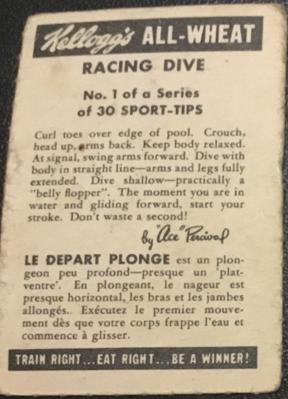 Kellogg's ALL-WHEAT
RACING DIVE
No. 1 of a Series
of 30 SPORT-TIPS
Curl toes over edge of pool. Crouch,
head up, arms back. Keep body relaxed.
At signal, swing arms forward. Dive with
body in straight line—arms and legs fully
extended. Dive shallow—practically a
"belly flopper". The moment you are in
water and gliding forward, start your
stroke. Don't waste a second!
by "Ace" Percival
LE DEPART PLONGE est un plon-
geon peu profond—presque un 'plat-
ventre'. En plongeant, le nageur est
presque horizontal, les bras et les jambes
allongés.. Exécutez le premier mouve-
ment dès que votre corps frappe l'eau et
commence à glisser.
TRAIN RIGHT...EAT RIGHT...BE A WINNER!